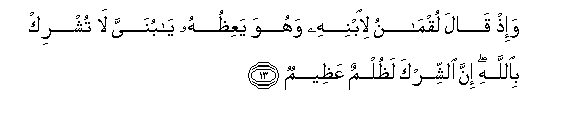 وَإِذْ قَالَ لُقْمَـٰنُ لِٱبْنِهِۦ وَهُوَ يَعِظُهُۥ يَـٰبُنَىَّ لَا تُشْرِكْ
بِٱللَّهِ ۖ إِنَّ ٱلشِّرْكَ لَظُلْمٌ عَظِيمٌ ١٣